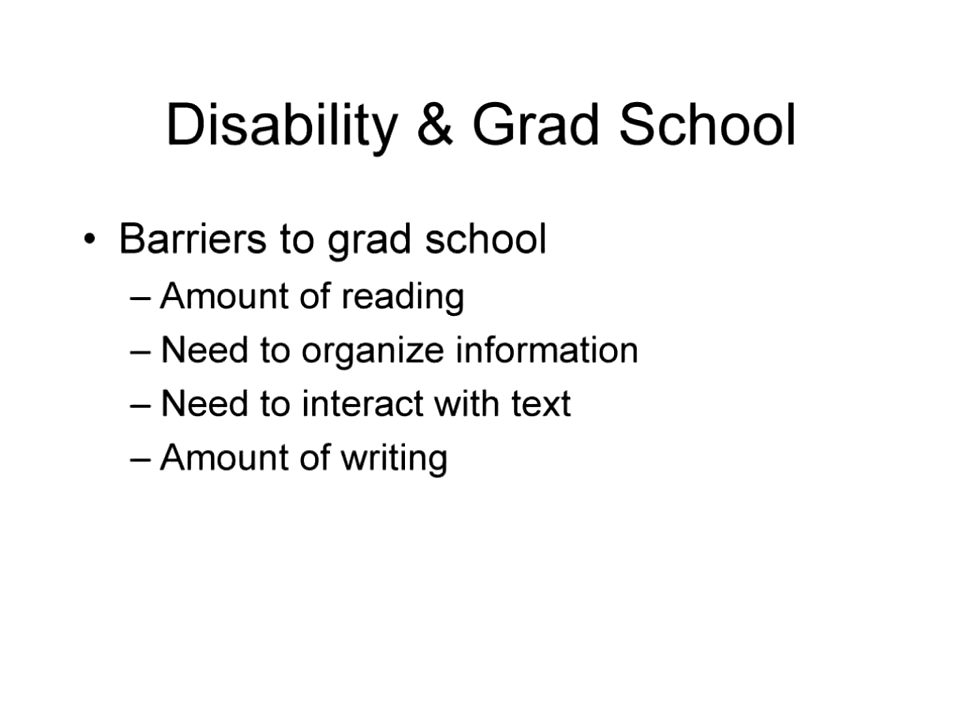 Disability & Grad School
• Barriers to grad school
– Amount of reading
– Need to organize information
– Need to interact with text
– Amount of writing